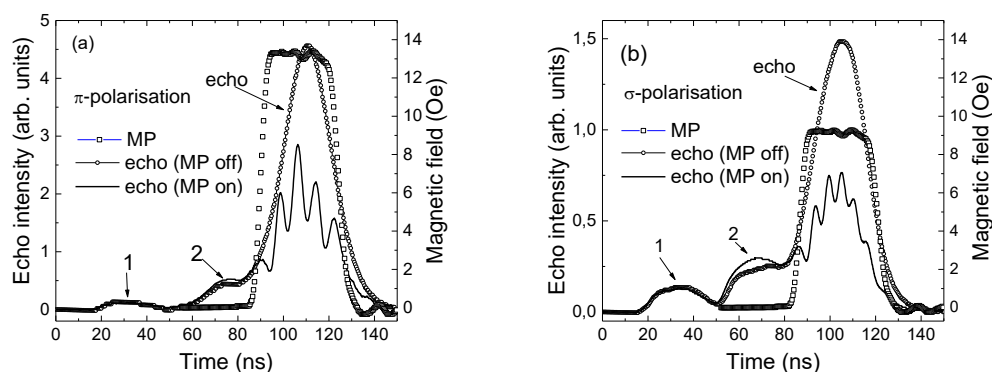 (a)
π-polarisation
MP
echo (MP off)
echo (MP on)
echo
1
2
Echo intensity (arb. units)
5
4
3
2
1
0
Magnetic field (Oe)
14
12
10
8
6
4
2
0
0 20 40 60 80 100 120 140
Time (ns)
(b)
σ-polarisation
MP
echo (MP off)
echo (MP on)
echo
1
2
Echo intensity (arb. units)
1,5
1,0
0,5
0,0
Magnetic field (Oe)
14
12
10
8
6
4
2
0
0 20 40 60 80 100 120 140
Time (ns)